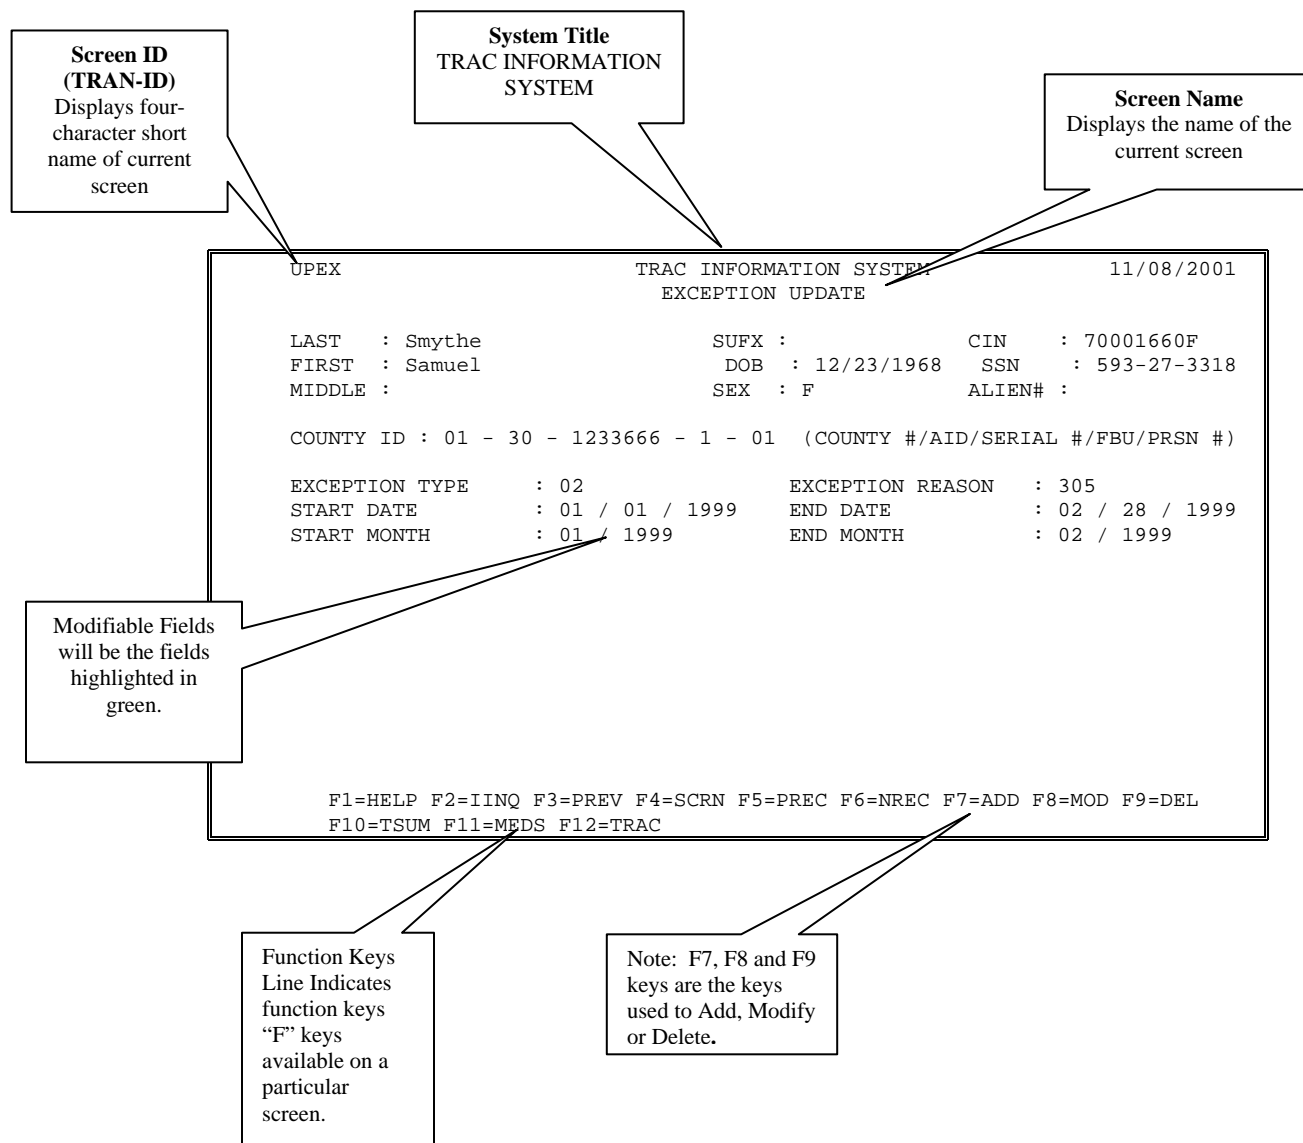 Screen ID
(TRAN-ID)
Displays four-
character short
name of current
screen
System Title
TRAC INFORMATION
SYSTEM
Screen Name
Displays the name of the
current screen
UPEX TRAC INFORMATION SYSTEM 11/08/2001
EXCEPTION UPDATE
LAST : Smythe SUFX : CIN : 70001660F
FIRST : Samuel DOB : 12/23/1968 SSN : 593-27-3318
MIDDLE : SEX : F ALIEN# :
COUNTY ID : 01 - 30 - 1233666 - 1 - 01 (COUNTY #/AID/SERIAL #/FBU/PRSN #)
EXCEPTION TYPE : 02 EXCEPTION REASON : 305
START DATE : 01 / 01 / 1999 END DATE : 02 / 28 / 1999
START MONTH : 01 / 1999 END MONTH : 02 / 1999
Modifiable Fields
will be the fields
highlighted in
green.
F1=HELP F2=IINQ F3=PREV F4=SCRN F5=PREC F6=NREC F7=ADD F8=MOD F9=DEL
F10=TSUM F11=MEDS F12=TRAC
Function Keys
Line Indicates
function keys
“F” keys
available on a
particular
screen.
Note: F7, F8 and F9
keys are the keys
used to Add, Modify
or Delete.